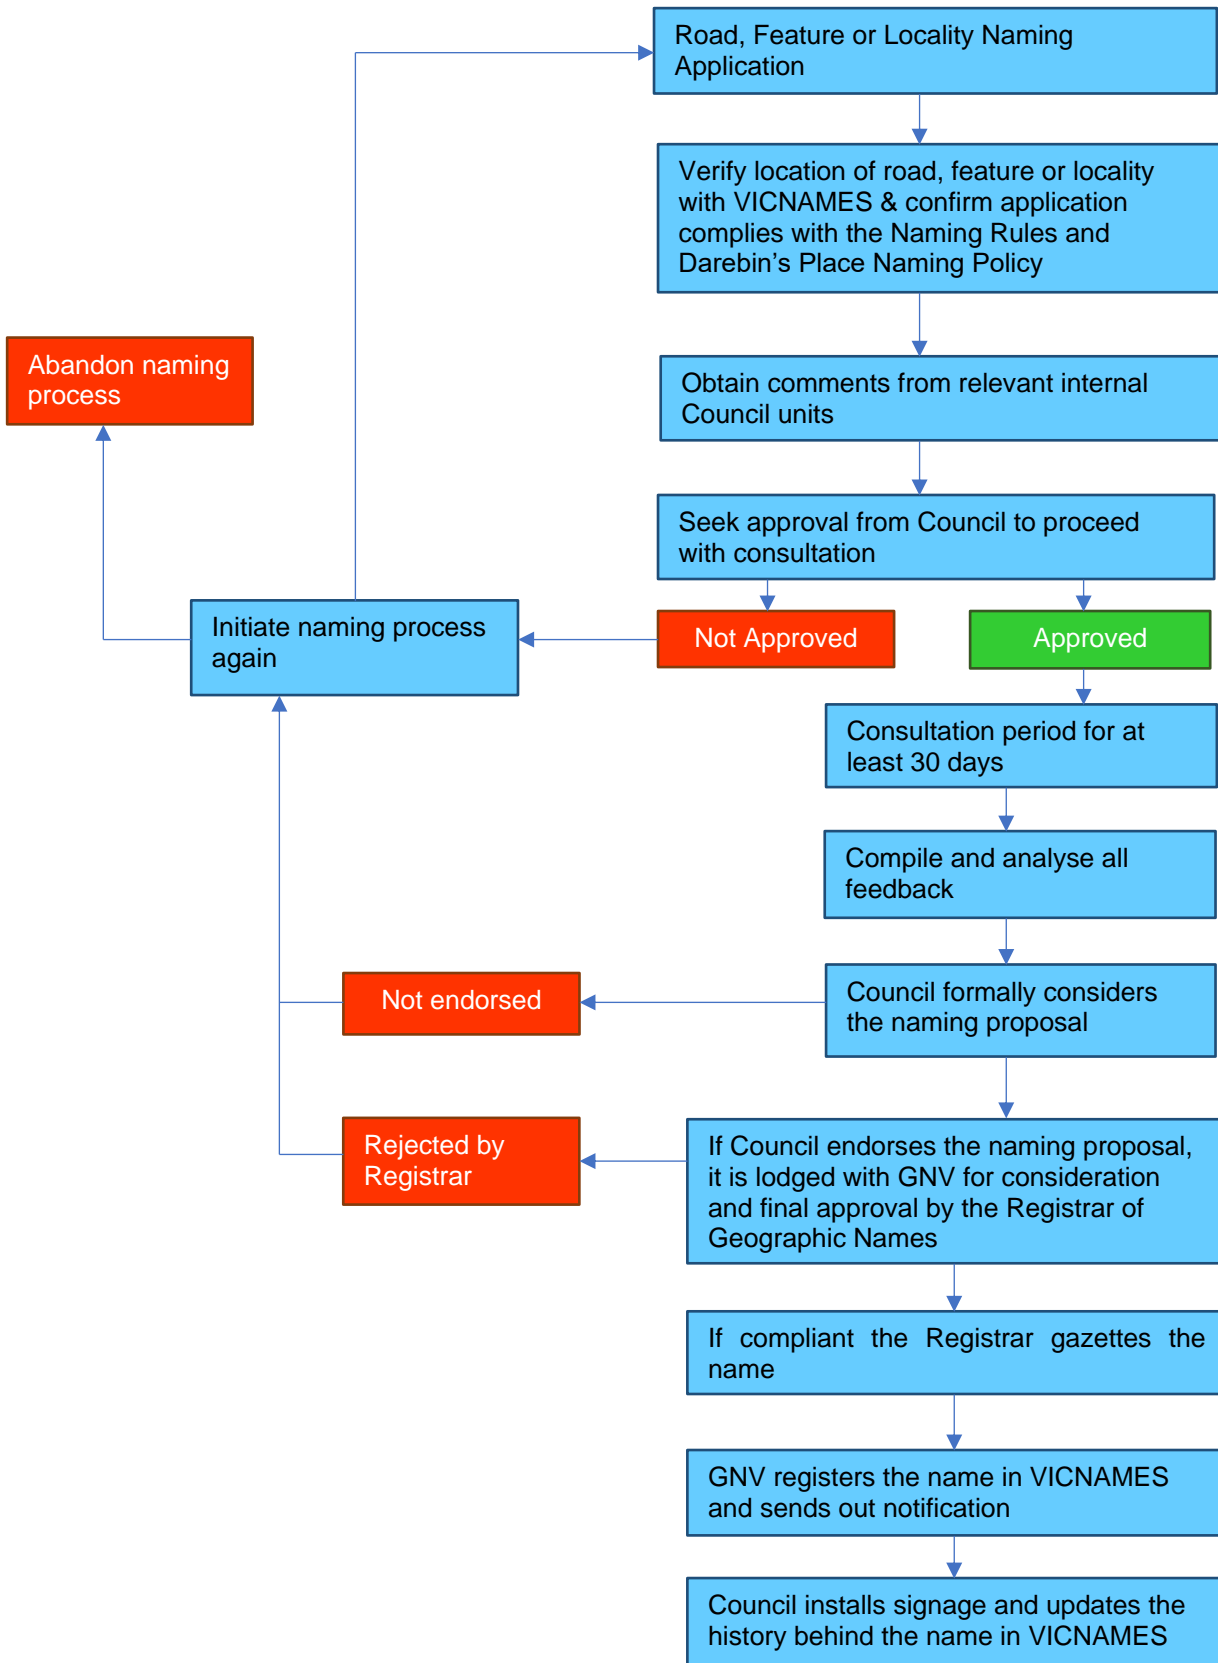 Road, Feature or Locality Naming
Application
Verify location of road, feature or locality
with VICNAMES & confirm application
complies with the Naming Rules and
Darebin’s Place Naming Policy
Abandon naming
process
Obtain comments from relevant internal
Council units
Seek approval from Council to proceed
with consultation
Initiate naming process
again
Not Approved
Approved
Consultation period for at
least 30 days
Compile and analyse all
feedback
Not endorsed
Council formally considers
the naming proposal
Rejected by
Registrar
If Council endorses the naming proposal,
it is lodged with GNV for consideration
and final approval by the Registrar of
Geographic Names
If compliant the Registrar gazettes the
name
GNV registers the name in VICNAMES
and sends out notification
Council installs signage and updates the
history behind the name in VICNAMES